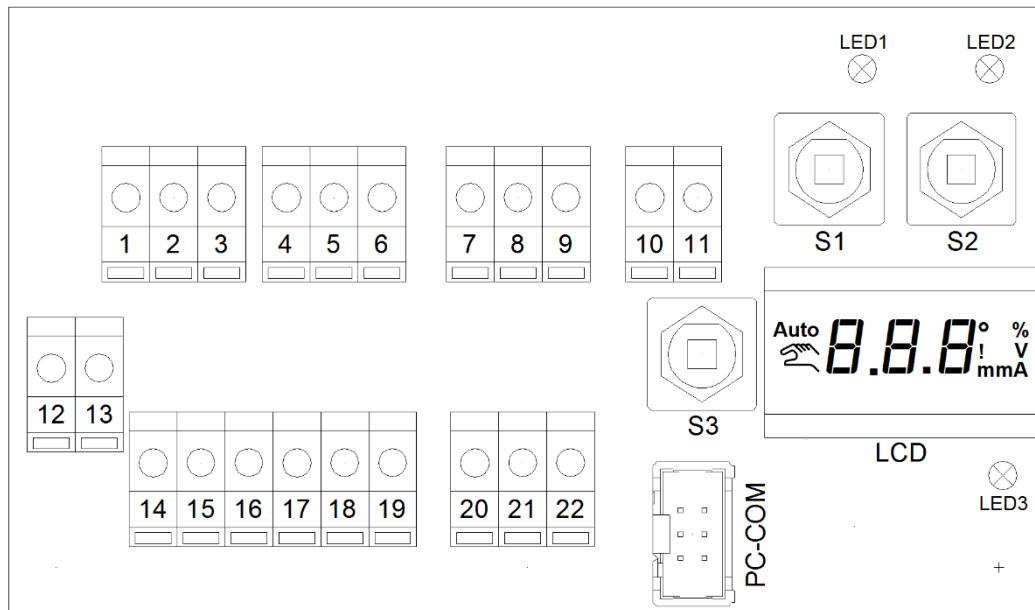 LED1 LED2
1 2 3 4 5 6 7 8 9 10 11
S1 S2
Auto 8.8.8 ° %
! V
mmA
12 13
S3
LCD
14 15 16 17 18 19 20 21 22
LED3
PC-COM